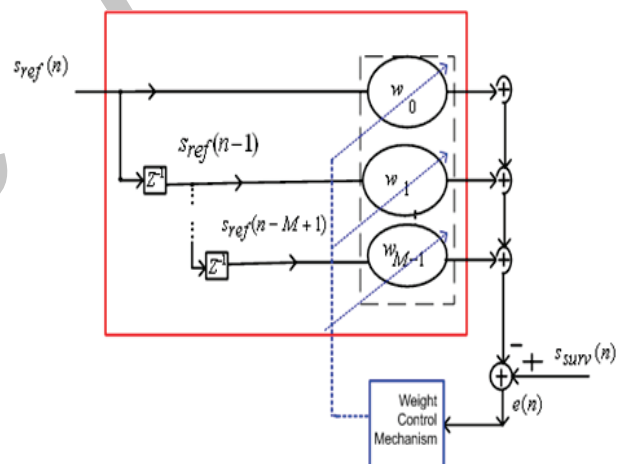 s_ref(n)
w_0
s_ref(n−1)
Z⁻¹
w_1
s_ref(n−M+1)
Z⁻¹
w_M−1
− +
s_surv(n)
e(n)
Weight
Control
Mechanism